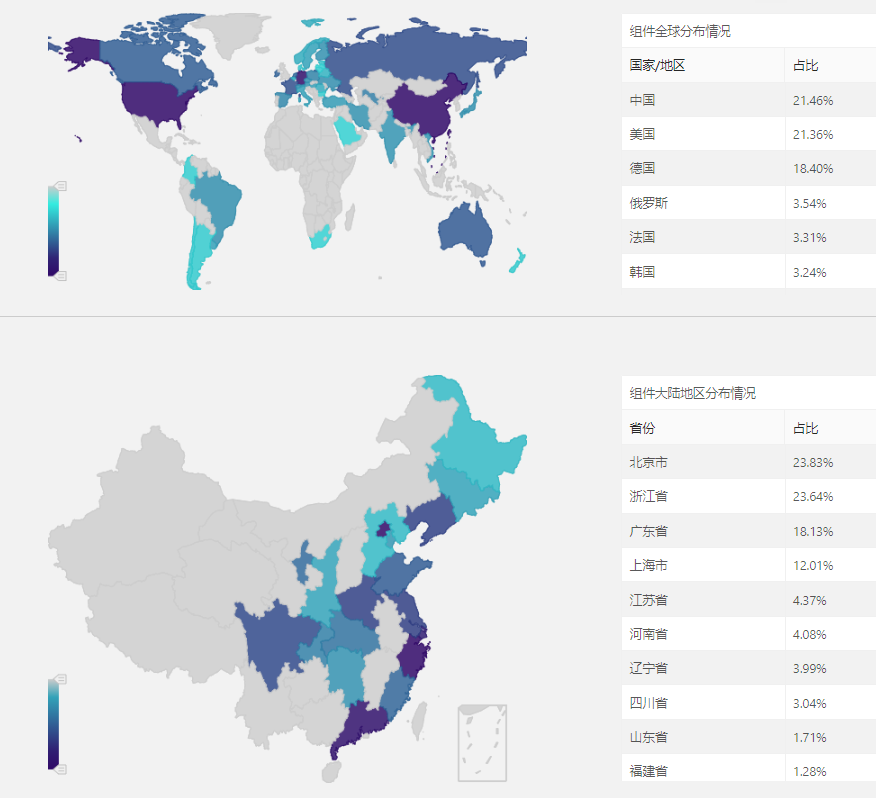 组件全球分布情况
国家/地区 占比
中国 21.46%
美国 21.36%
德国 18.40%
俄罗斯 3.54%
法国 3.31%
韩国 3.24%
组件大陆地区分布情况
省份 占比
北京市 23.83%
浙江省 23.64%
广东省 18.13%
上海市 12.01%
江苏省 4.37%
河南省 4.08%
辽宁省 3.99%
四川省 3.04%
山东省 1.71%
福建省 1.28%